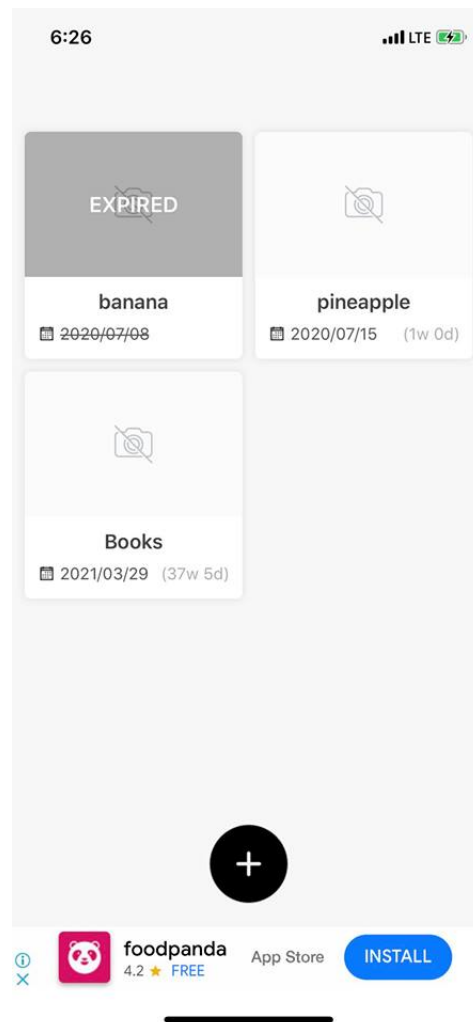 6:26
LTE
EXPIRED
banana
2020/07/08
pineapple
2020/07/15 (1w 0d)
Books
2021/03/29 (37w 5d)
+
foodpanda
4.2 ★ FREE
App Store
INSTALL